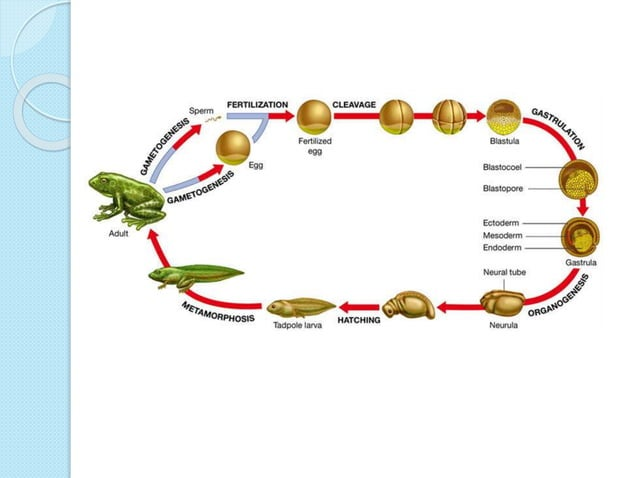 FERTILIZATION
CLEAVAGE
Sperm
GASTRULATION
GAMETOGENESIS
Fertilized
egg
Blastula
Egg
Blastocoel
GAMETOGENESIS
Blastopore
Adult
Ectoderm
Mesoderm
Endoderm
Gastrula
Neural tube
ORGANOGENESIS
METAMORPHOSIS
Tadpole larva
HATCHING
Neurula